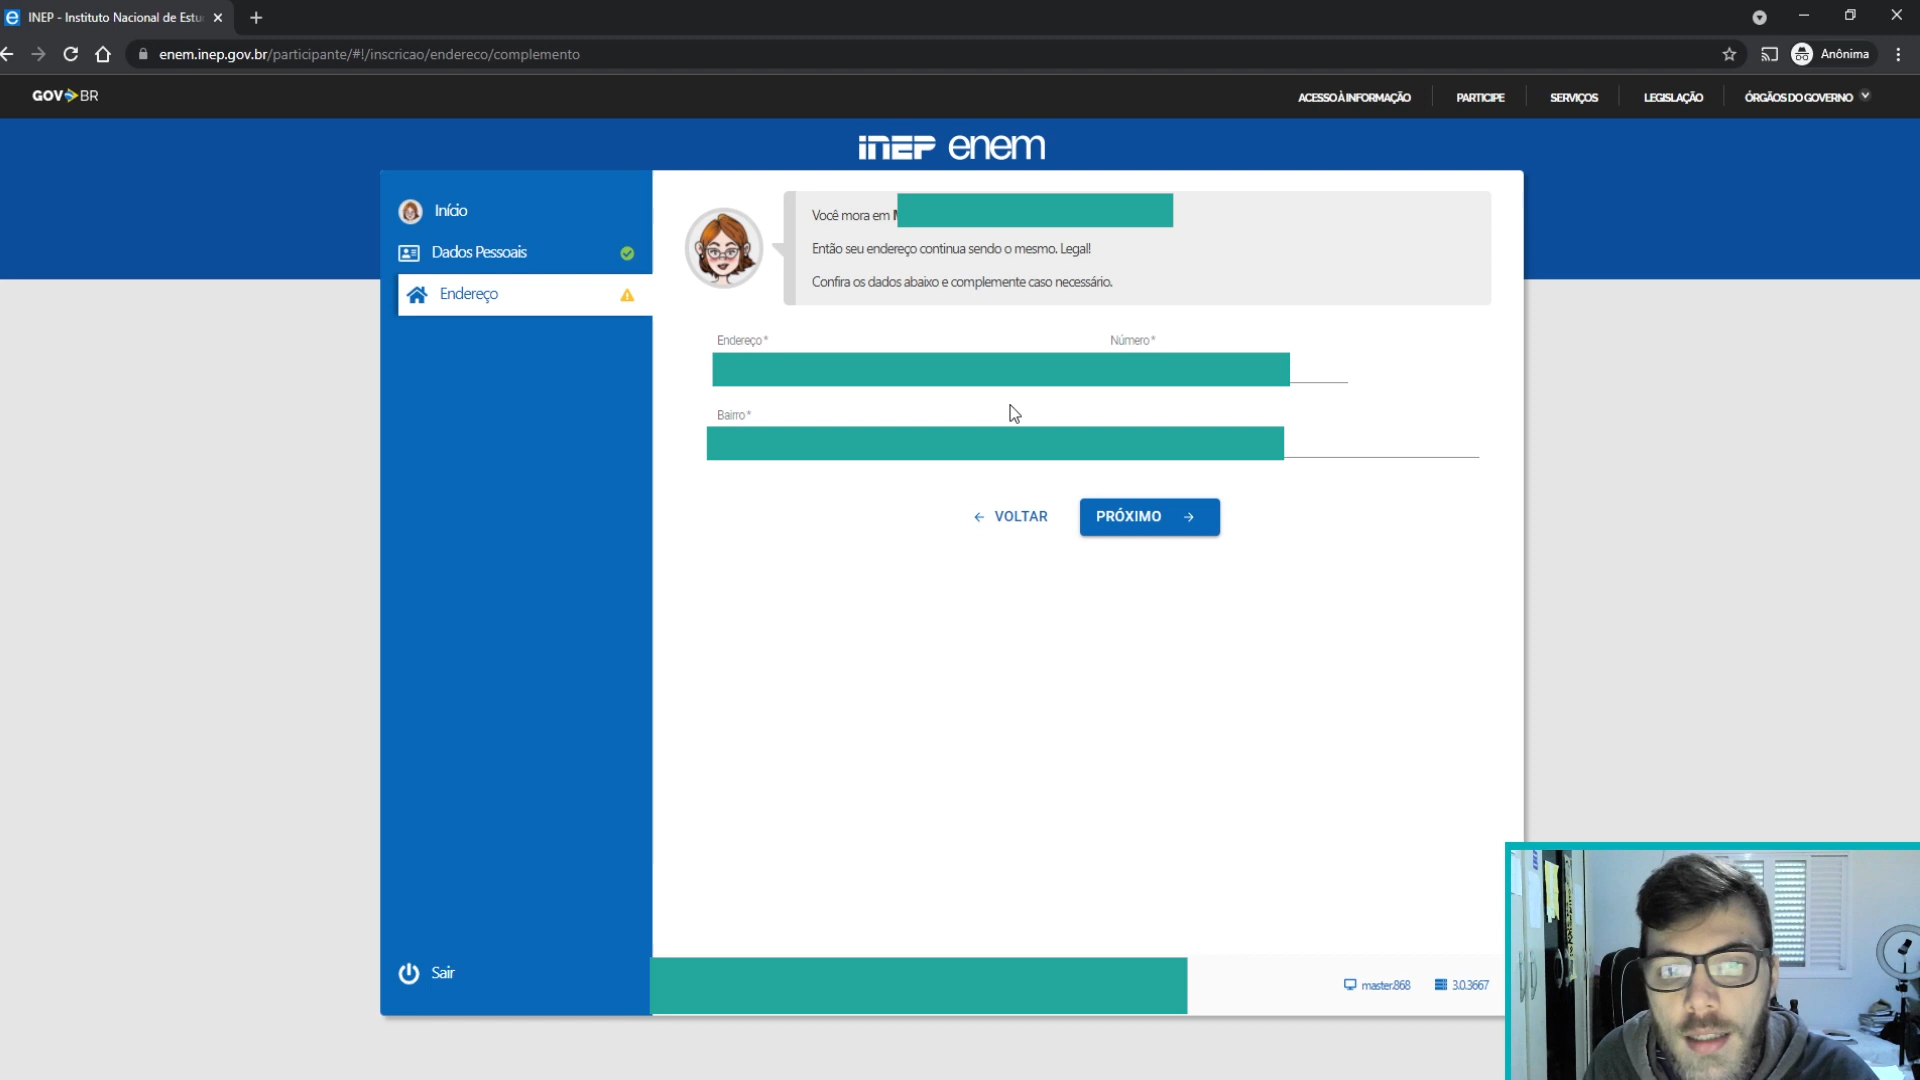 INEP - Instituto Nacional de Estu
enem.inep.gov.br/participante/#!/inscricao/endereco/complemento
Anônima
GOV BR
ACESSO À INFORMAÇÃO
PARTICIPE
SERVIÇOS
LEGISLAÇÃO
ÓRGÃOS DO GOVERNO
inep enem
Início
Dados Pessoais
Endereço
Você mora em
Então seu endereço continua sendo o mesmo. Legal!
Confira os dados abaixo e complemente caso necessário.
Endereço*
Número*
Bairro*
VOLTAR
PRÓXIMO
Sair
master.868
3.0.3667